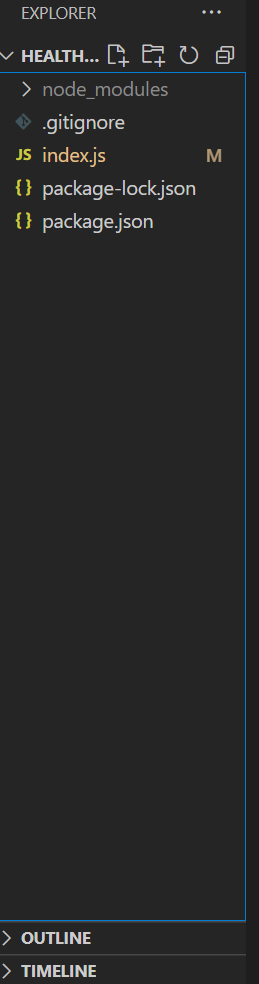 EXPLORER
HEALTH...
node_modules
.gitignore
JS index.js M
{} package-lock.json
{} package.json
OUTLINE
TIMELINE